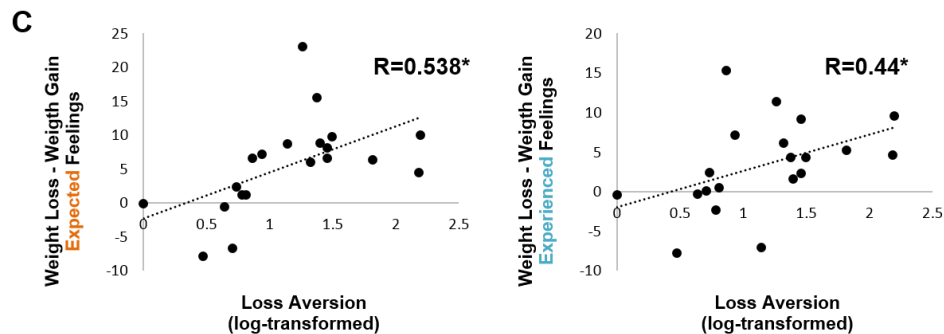 C
Weight Loss - Weigth Gain
Expected Feelings
25
20
15
10
5
0
-5
-10
0
0.5
1
1.5
2
2.5
R=0.538*
Loss Aversion
(log-transformed)
Weight Loss - Weight Gain
Experienced Feelings
20
15
10
5
0
-5
-10
0
0.5
1
1.5
2
2.5
R=0.44*
Loss Aversion
(log-transformed)